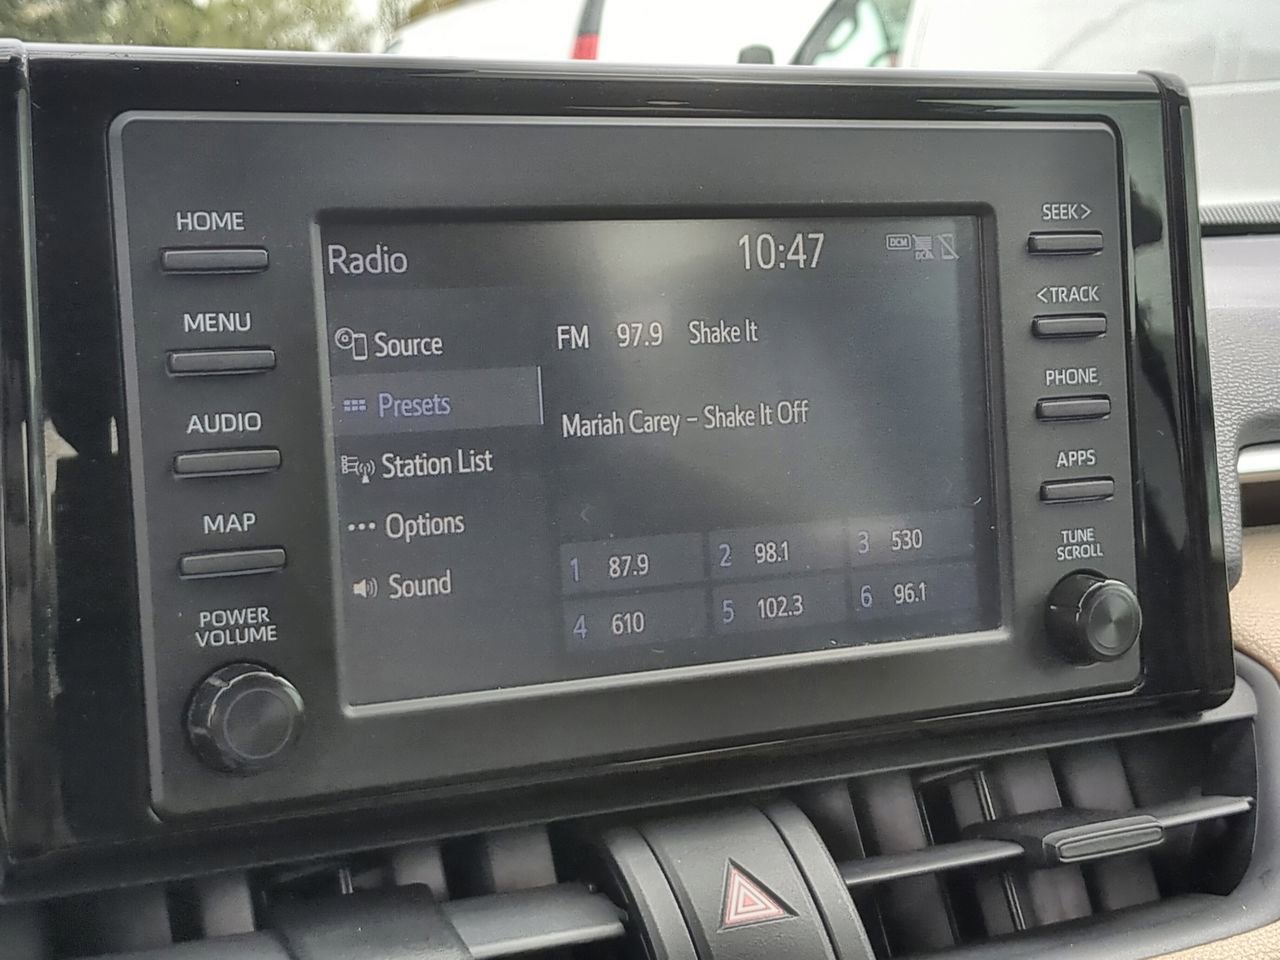 HOME
MENU
AUDIO
MAP
POWER
VOLUME
Radio
10:47
DCM
DCM
Source
Presets
Station List
Options
Sound
FM 97.9 Shake It
Mariah Carey – Shake It Off
1 87.9
2 98.1
3 530
4 610
5 102.3
6 96.1
SEEK>
<TRACK
PHONE
APPS
TUNE
SCROLL